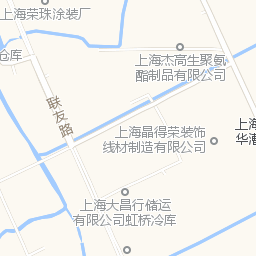 上海荣珠涂装厂
仓库
上海杰高生聚氨
酯制品有限公司
联友路
上海晶得荣装饰
线材制造有限公司
上海
华漕
上海大昌行储运
有限公司虹桥冷库